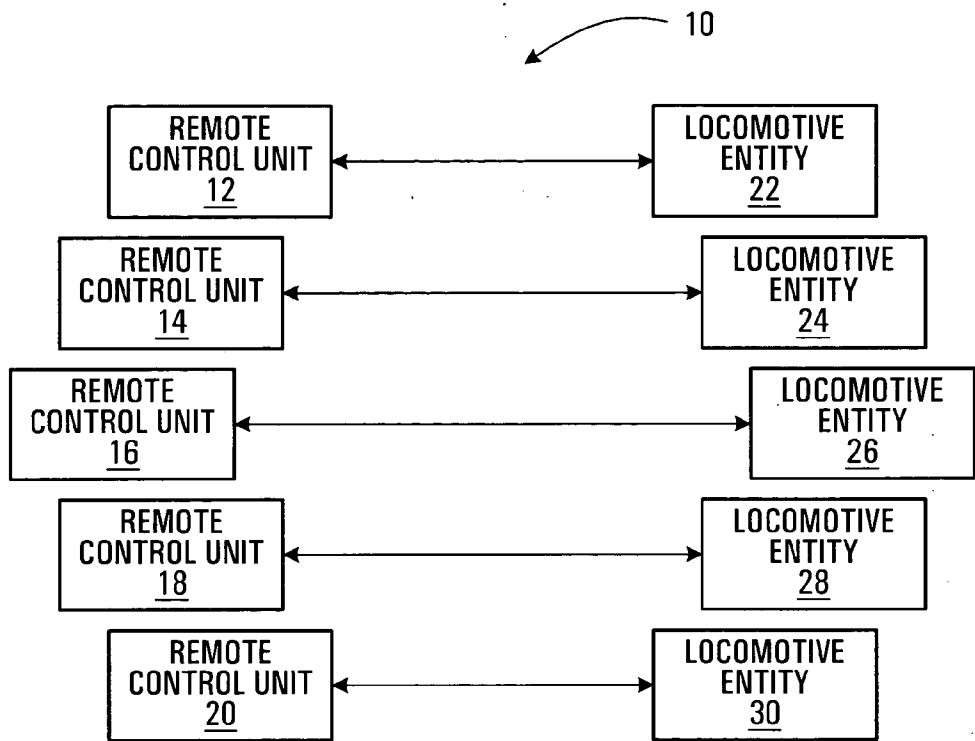 10
REMOTE
CONTROL UNIT
12
LOCOMOTIVE
ENTITY
22
REMOTE
CONTROL UNIT
14
LOCOMOTIVE
ENTITY
24
REMOTE
CONTROL UNIT
16
LOCOMOTIVE
ENTITY
26
REMOTE
CONTROL UNIT
18
LOCOMOTIVE
ENTITY
28
REMOTE
CONTROL UNIT
20
LOCOMOTIVE
ENTITY
30